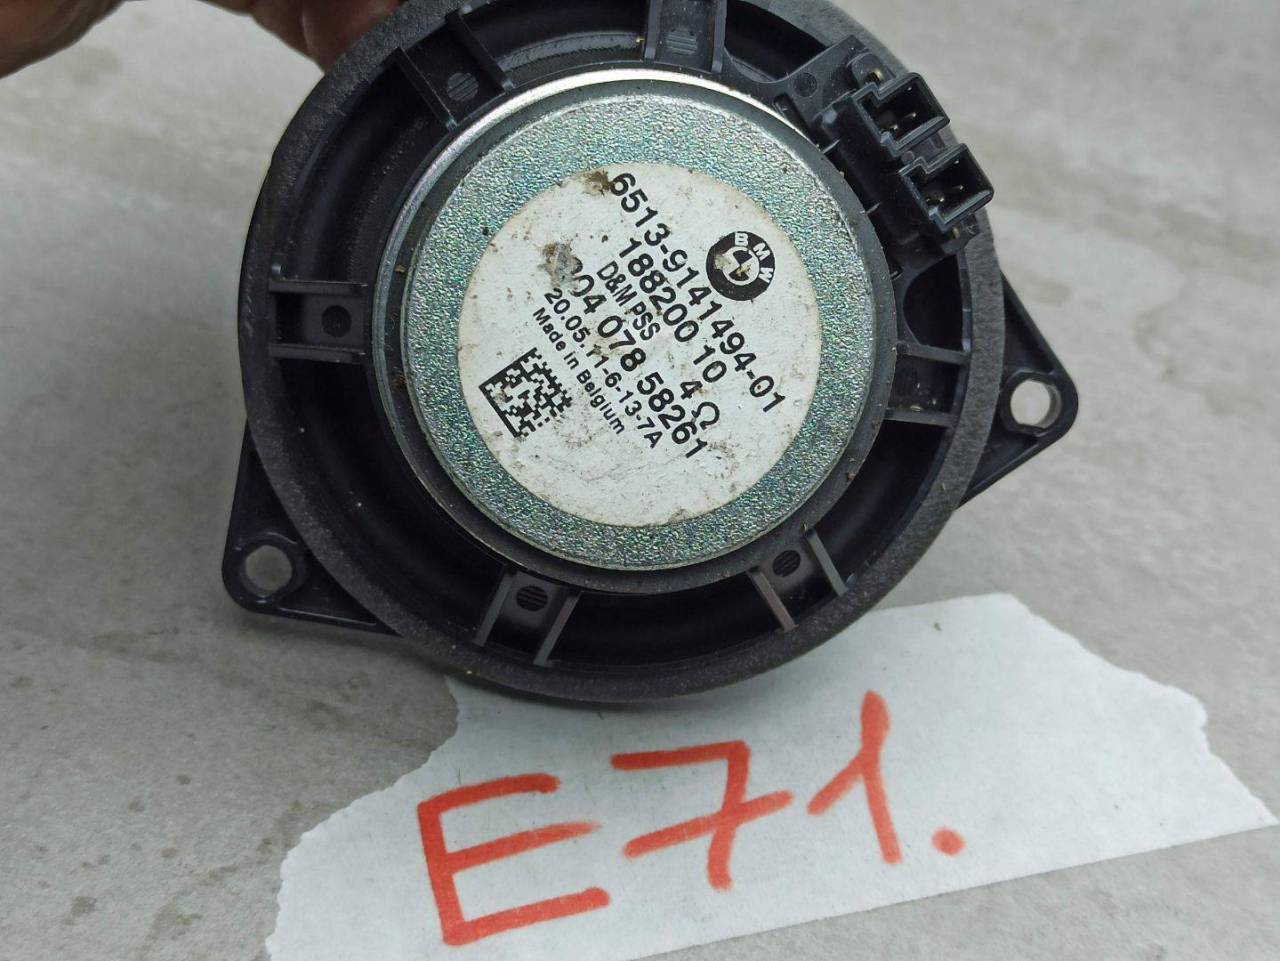 BMW
6513-9141494-01
188200 10
D&M PSS 4 Ω
204 078 58261
20.05.11-6-13-7A
Made in Belgium
E71.